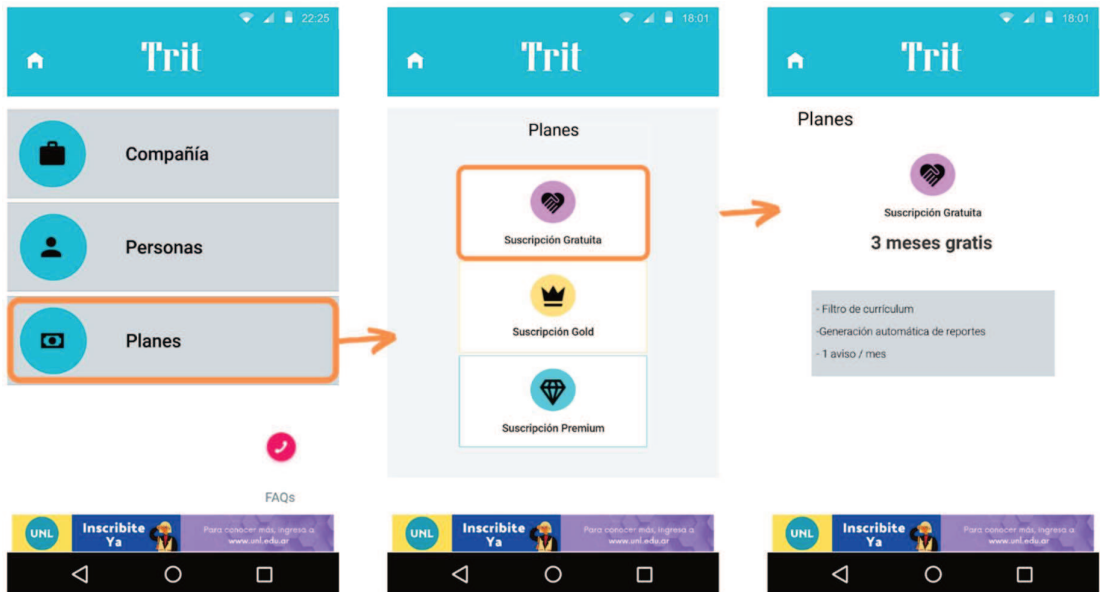 22:25
Trit
Compañía
Personas
Planes
FAQs
UNL
Inscribite
Ya
Para conocer más, ingresa a:
www.unl.edu.ar
18:01
Trit
Planes
Suscripción Gratuita
Suscripción Gold
Suscripción Premium
UNL
Inscribite
Ya
Para conocer más, ingresa a:
www.unl.edu.ar
18:01
Trit
Planes
Suscripción Gratuita
3 meses gratis
- Filtro de currículum
-Generación automática de reportes
- 1 aviso / mes
UNL
Inscribite
Ya
Para conocer más, ingresa a:
www.unl.edu.ar